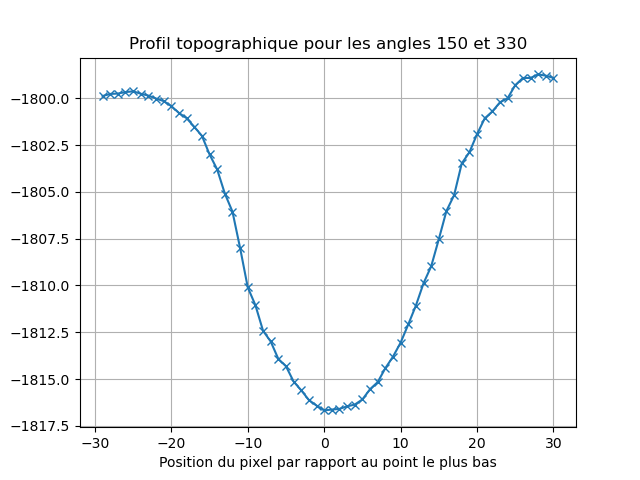 Profil topographique pour les angles 150 et 330
−1800.0
−1802.5
−1805.0
−1807.5
−1810.0
−1812.5
−1815.0
−1817.5
−30 −20 −10 0 10 20 30
Position du pixel par rapport au point le plus bas